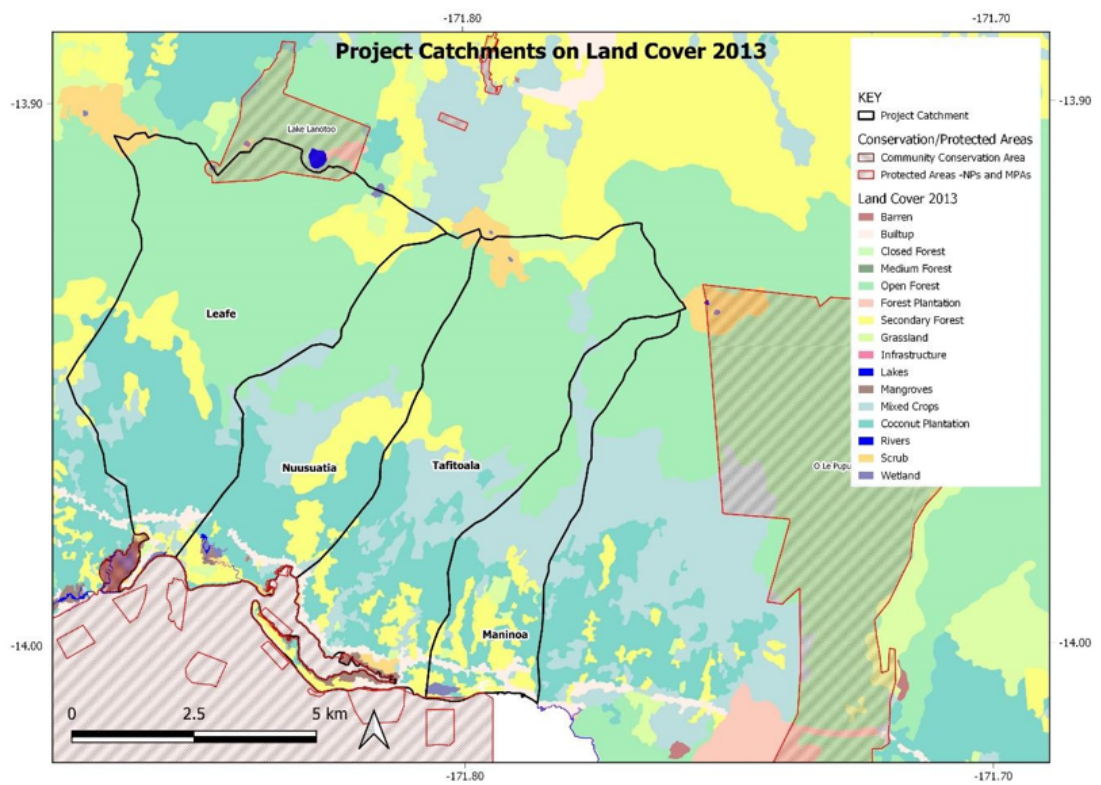 -171.80
-171.70
Project Catchments on Land Cover 2013
-13.90
-13.90
KEY
Project Catchment
Conservation/Protected Areas
Community Conservation Area
Protected Areas -NPs and MPAs
Land Cover 2013
Barren
Builtup
Closed Forest
Medium Forest
Open Forest
Forest Plantation
Secondary Forest
Grassland
Infrastructure
Lakes
Mangroves
Mixed Crops
Coconut Plantation
Rivers
Scrub
Wetland
Lake Lanotoo
Leafe
Nuusuatia
Tafitoala
O Le Pupu
Maninoa
-14.00
-14.00
0 2.5 5 km
-171.80
-171.70